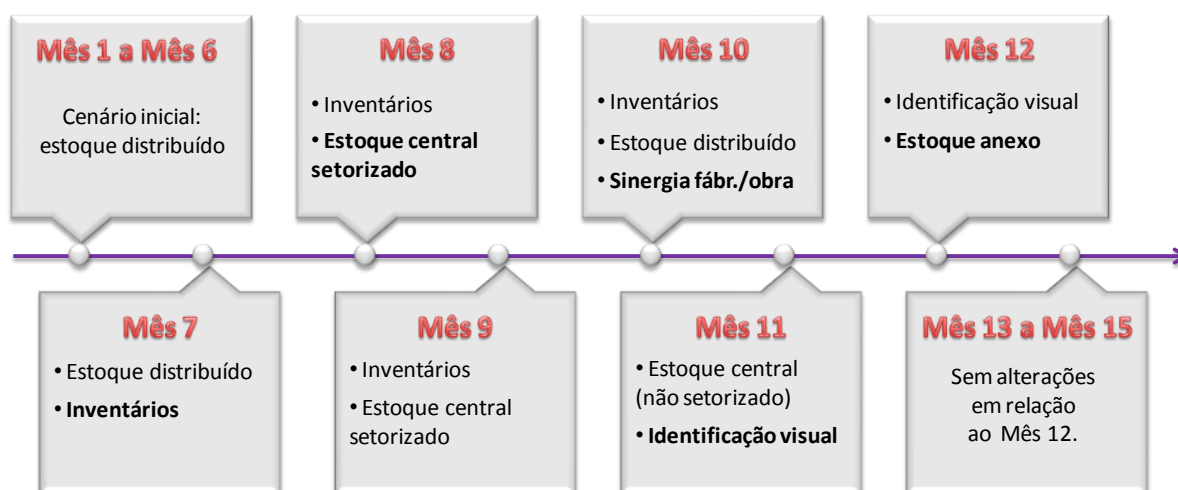 Mês 1 a Mês 6
Cenário inicial:
estoque distribuído
Mês 7
• Estoque distribuído
• Inventários
Mês 8
• Inventários
• Estoque central
setorizado
Mês 9
• Inventários
• Estoque central
setorizado
Mês 10
• Inventários
• Estoque distribuído
• Sinergia fábr./obra
Mês 11
• Estoque central
(não setorizado)
• Identificação visual
Mês 12
• Identificação visual
• Estoque anexo
Mês 13 a Mês 15
Sem alterações
em relação
ao Mês 12.